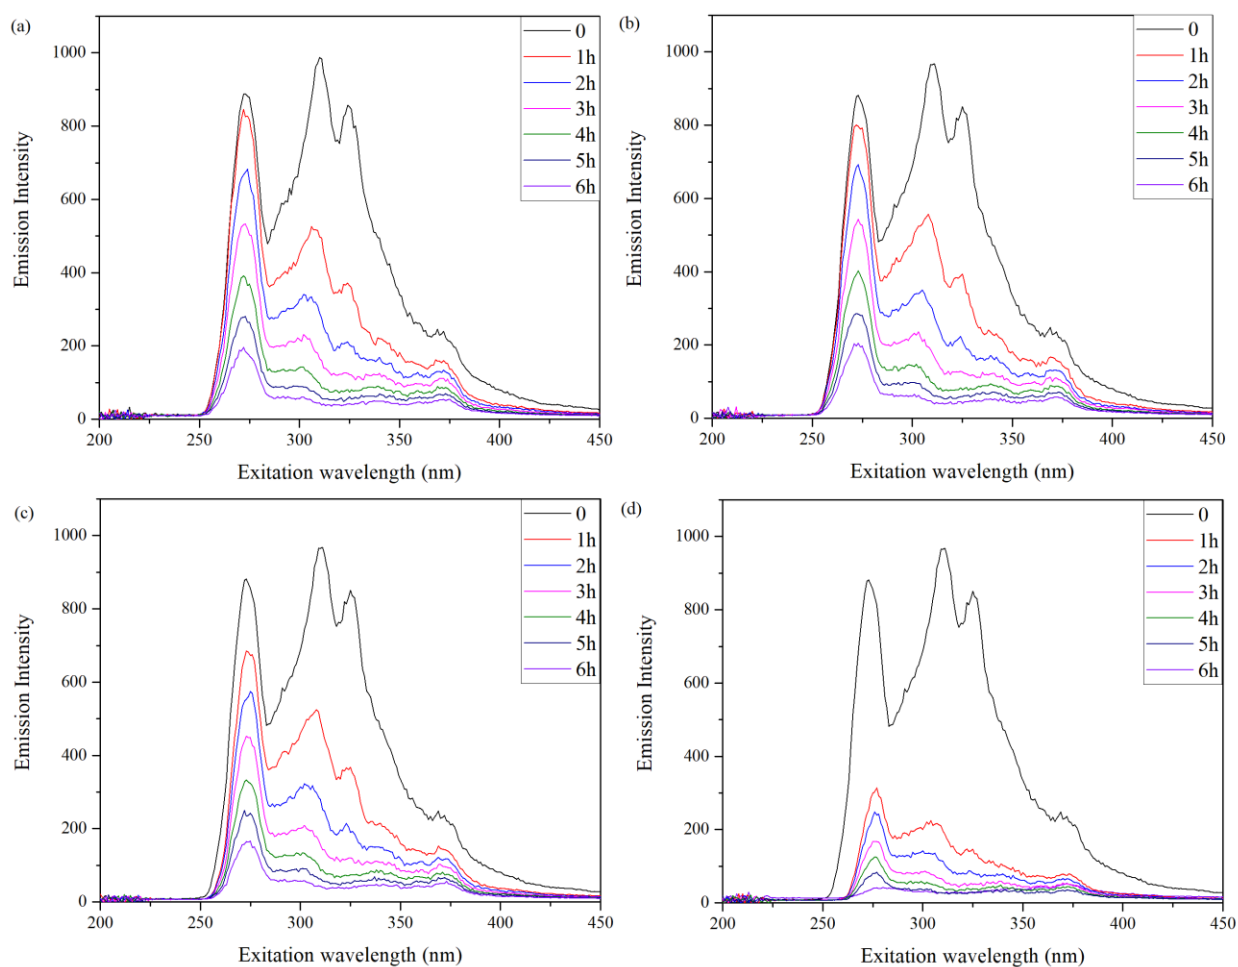 (a)
Emission Intensity
1000
800
600
400
200
0
200 250 300 350 400 450
Exitation wavelength (nm)
0
1h
2h
3h
4h
5h
6h
(b)
Emission Intensity
1000
800
600
400
200
0
200 250 300 350 400 450
Exitation wavelength (nm)
0
1h
2h
3h
4h
5h
6h
(c)
Emission Intensity
1000
800
600
400
200
0
200 250 300 350 400 450
Exitation wavelength (nm)
0
1h
2h
3h
4h
5h
6h
(d)
Emission Intensity
1000
800
600
400
200
0
200 250 300 350 400 450
Exitation wavelength (nm)
0
1h
2h
3h
4h
5h
6h